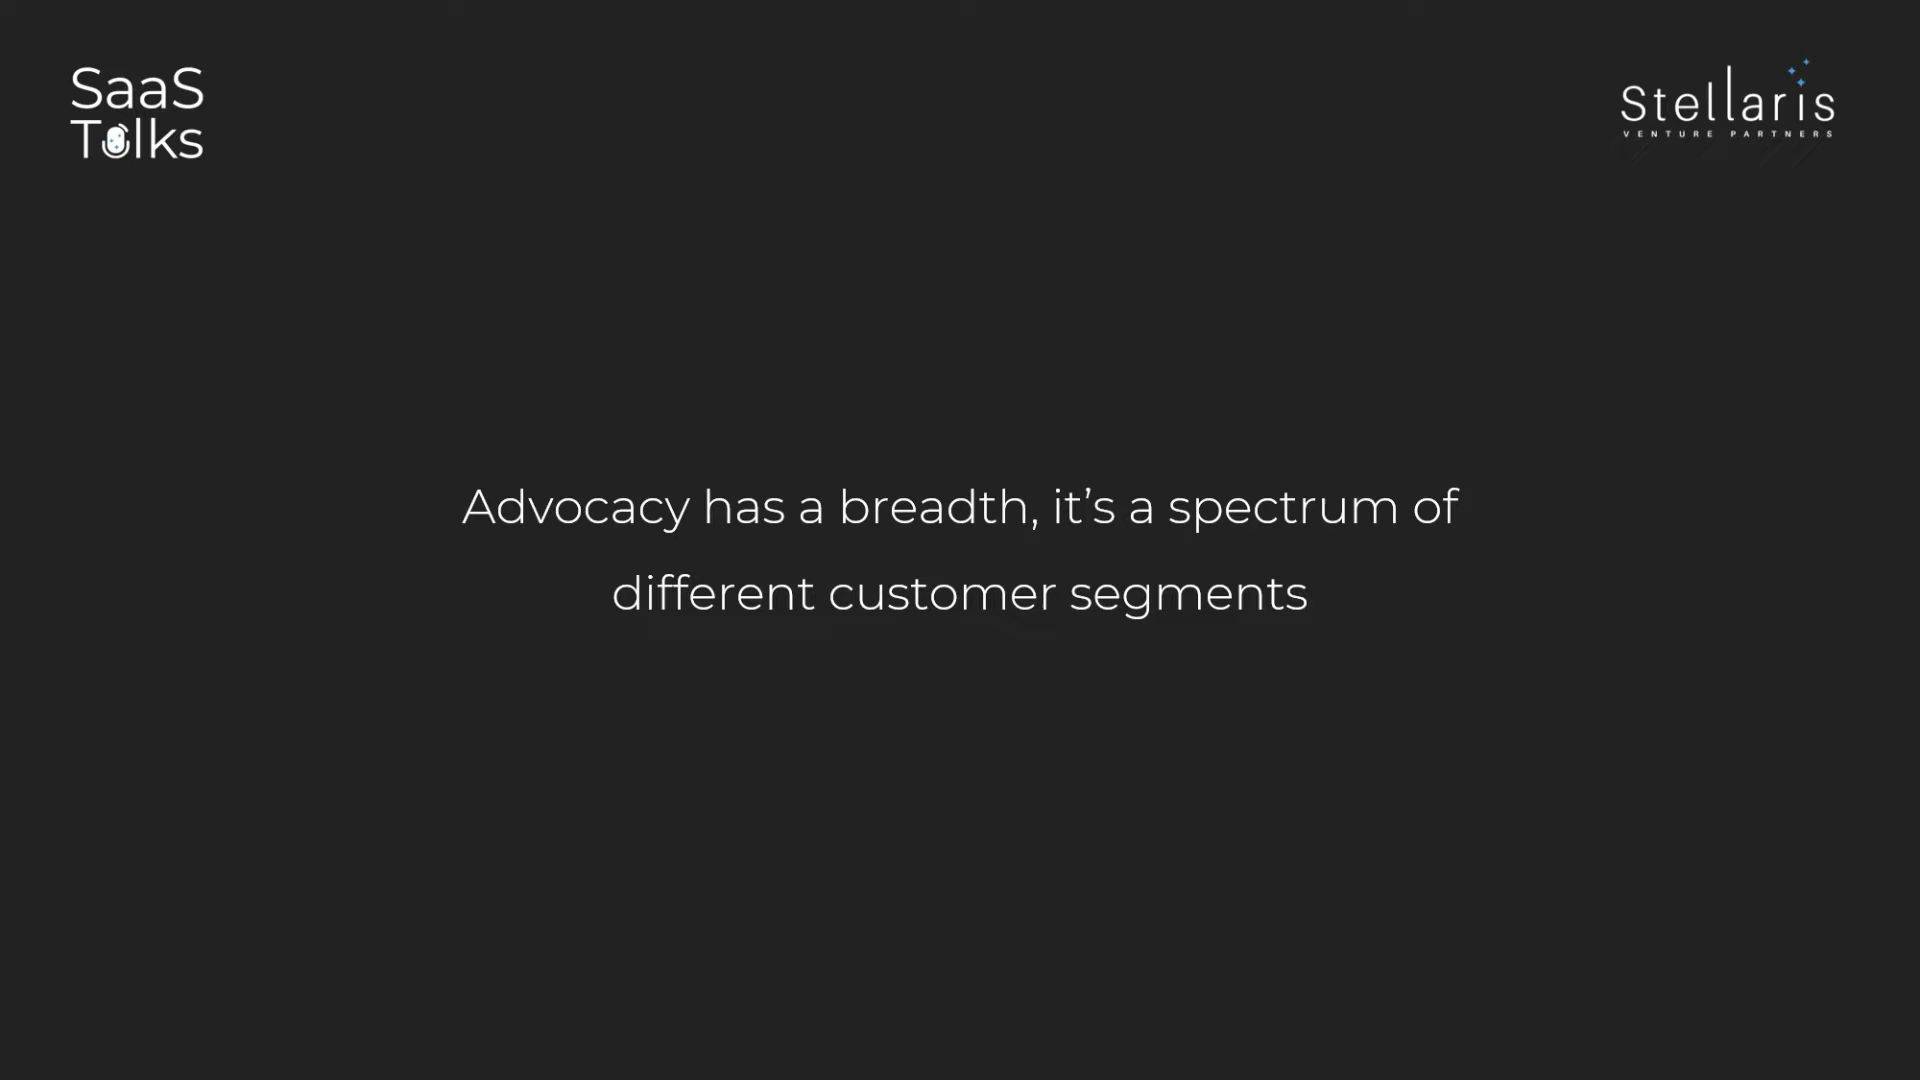 SaaS
Talks
Stellaris
VENTURE PARTNERS
Advocacy has a breadth, it’s a spectrum of
different customer segments